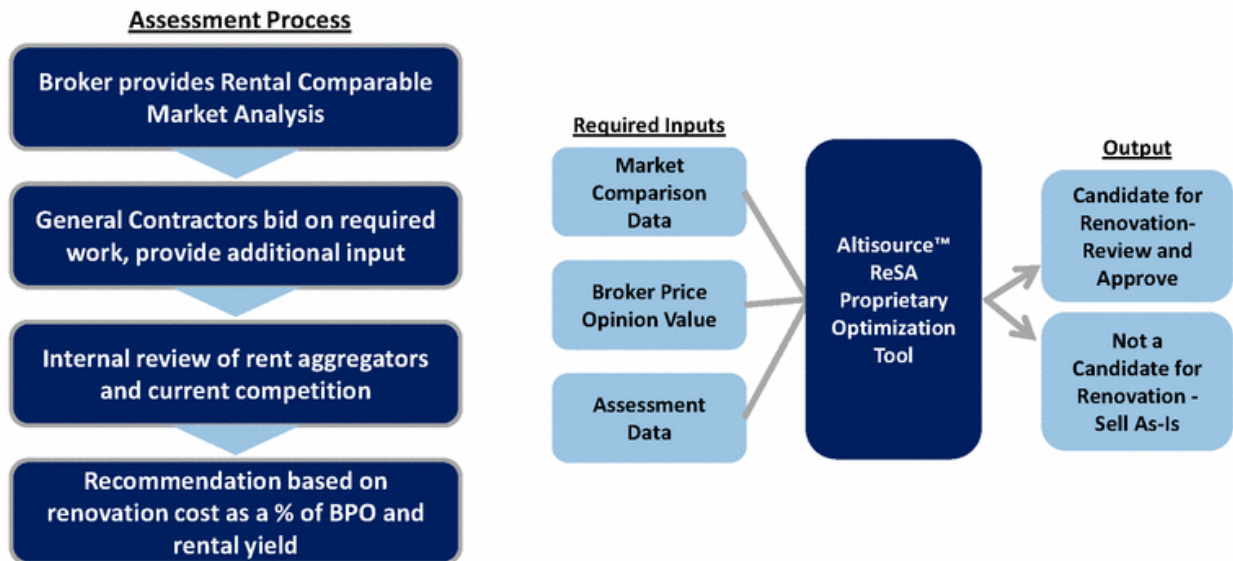 Assessment Process
Broker provides Rental Comparable
Market Analysis
General Contractors bid on required
work, provide additional input
Internal review of rent aggregators
and current competition
Recommendation based on
renovation cost as a % of BPO and
rental yield
Required Inputs
Market
Comparison
Data
Broker Price
Opinion Value
Assessment
Data
Altisource™
ReSA
Proprietary
Optimization
Tool
Output
Candidate for
Renovation-
Review and
Approve
Not a
Candidate for
Renovation -
Sell As-Is